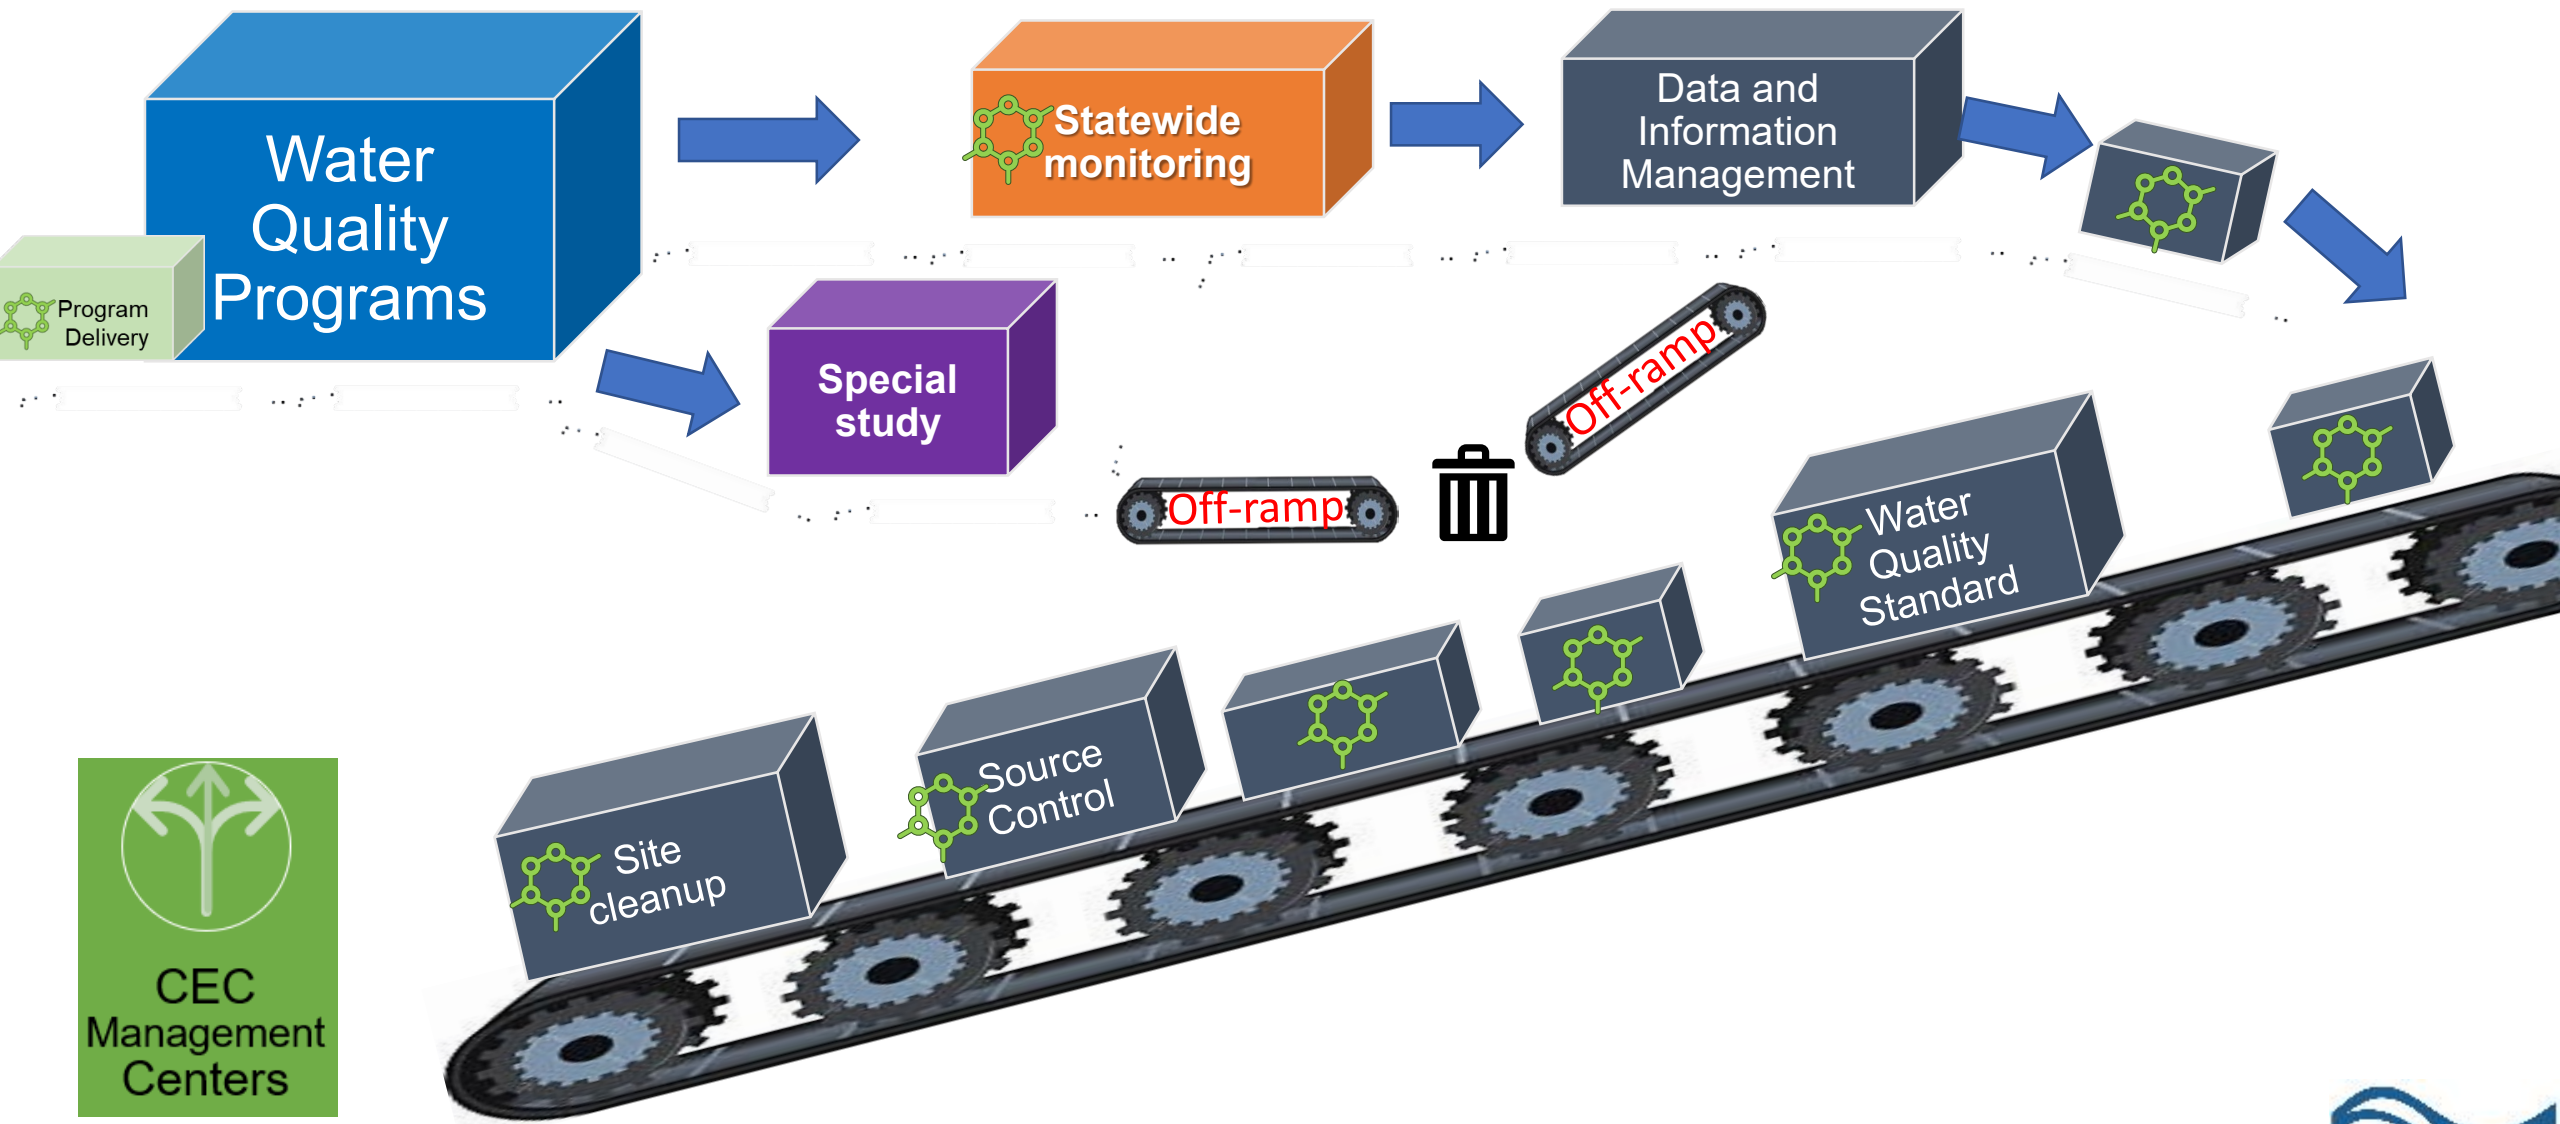 Water
Quality
Programs
Program
Delivery
Statewide
monitoring
Data and
Information
Management
Special
study
Off-ramp
Off-ramp
Water
Quality
Standard
Source
Control
Site
cleanup
CEC
Management
Centers